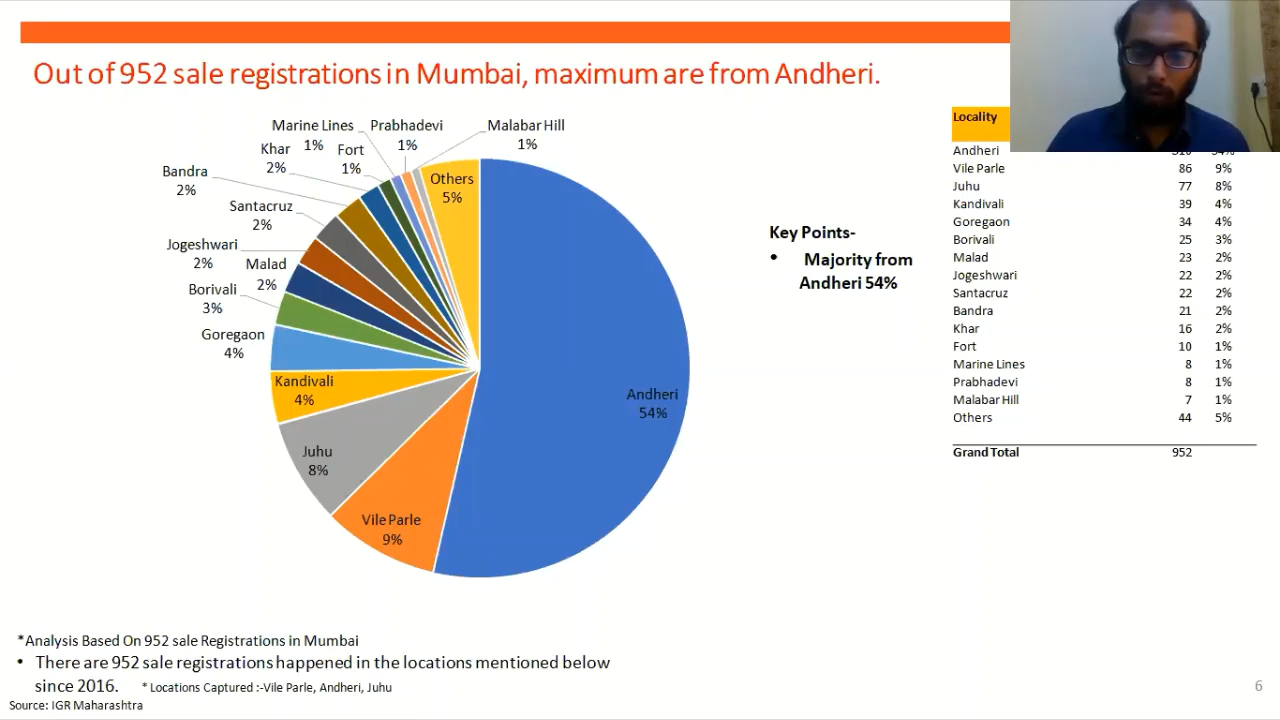 Out of 952 sale registrations in Mumbai, maximum are from Andheri.
Marine Lines
1%
Prabhadevi
1%
Malabar Hill
1%
Khar
2%
Fort
1%
Bandra
2%
Others
5%
Santacruz
2%
Jogeshwari
2%
Malad
2%
Borivali
3%
Goregaon
4%
Kandivali
4%
Juhu
8%
Vile Parle
9%
Andheri
54%
Key Points-
• Majority from
Andheri 54%
Locality
Andheri
Vile Parle 86 9%
Juhu 77 8%
Kandivali 39 4%
Goregaon 34 4%
Borivali 25 3%
Malad 23 2%
Jogeshwari 22 2%
Santacruz 22 2%
Bandra 21 2%
Khar 16 2%
Fort 10 1%
Marine Lines 8 1%
Prabhadevi 8 1%
Malabar Hill 7 1%
Others 44 5%
Grand Total 952
*Analysis Based On 952 sale Registrations in Mumbai
• There are 952 sale registrations happened in the locations mentioned below
since 2016. * Locations Captured :-Vile Parle, Andheri, Juhu
Source: IGR Maharashtra
6